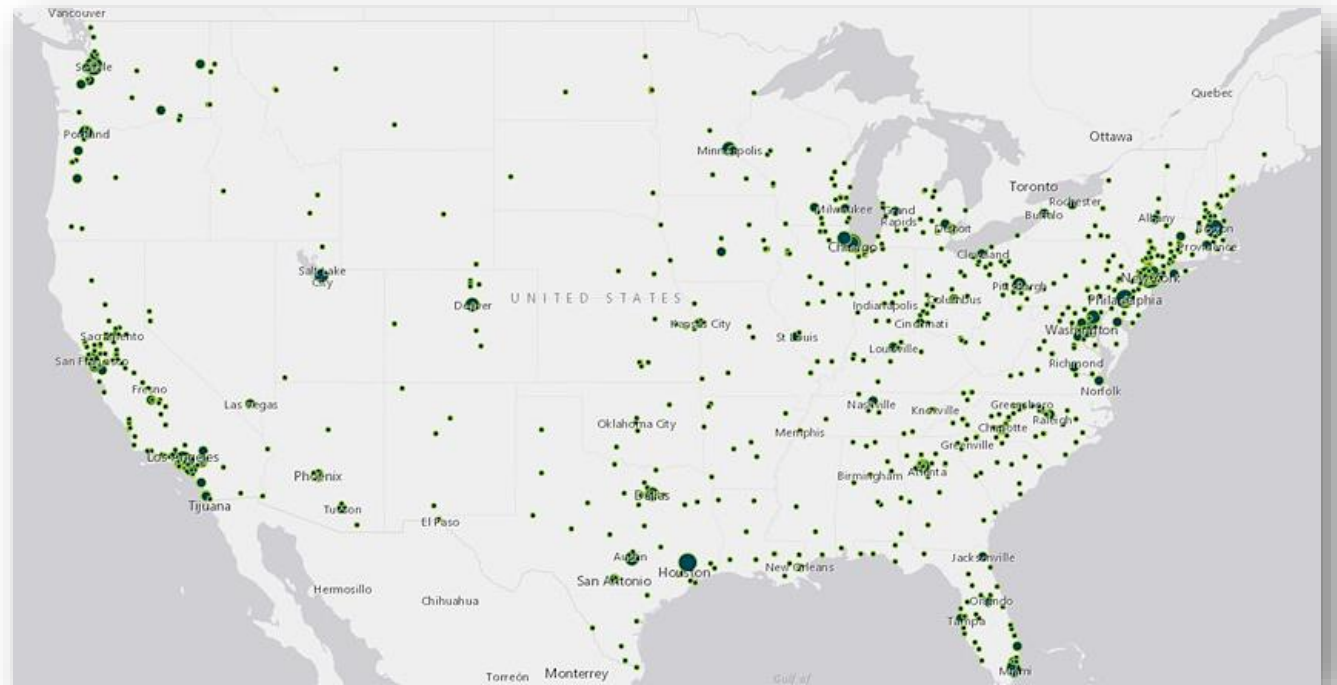 Vancouver
Seattle
Quebec
Portland
Ottawa
Minneapolis
Toronto
Rochester
Milwaukee
Grand
Rapids
Buffalo
Albany
Boston
Detroit
Providence
Chicago
Cleveland
Salt Lake
City
New York
Pittsburgh
UNITED STATES
Denver
Indianapolis
Columbus
Philadelphia
Kansas City
Cincinnati
Washington
Sacramento
St Louis
Louisville
San Francisco
Richmond
Fresno
Norfolk
Las Vegas
Nashville
Knoxville
Greensboro
Oklahoma City
Raleigh
Memphis
Charlotte
Greenville
Los Angeles
Phoenix
Birmingham
Atlanta
Dallas
Tijuana
Tucson
El Paso
Austin
Jacksonville
Houston
New Orleans
San Antonio
Hermosillo
Chihuahua
Orlando
Tampa
Miami
Torreón
Monterrey
Gulf of